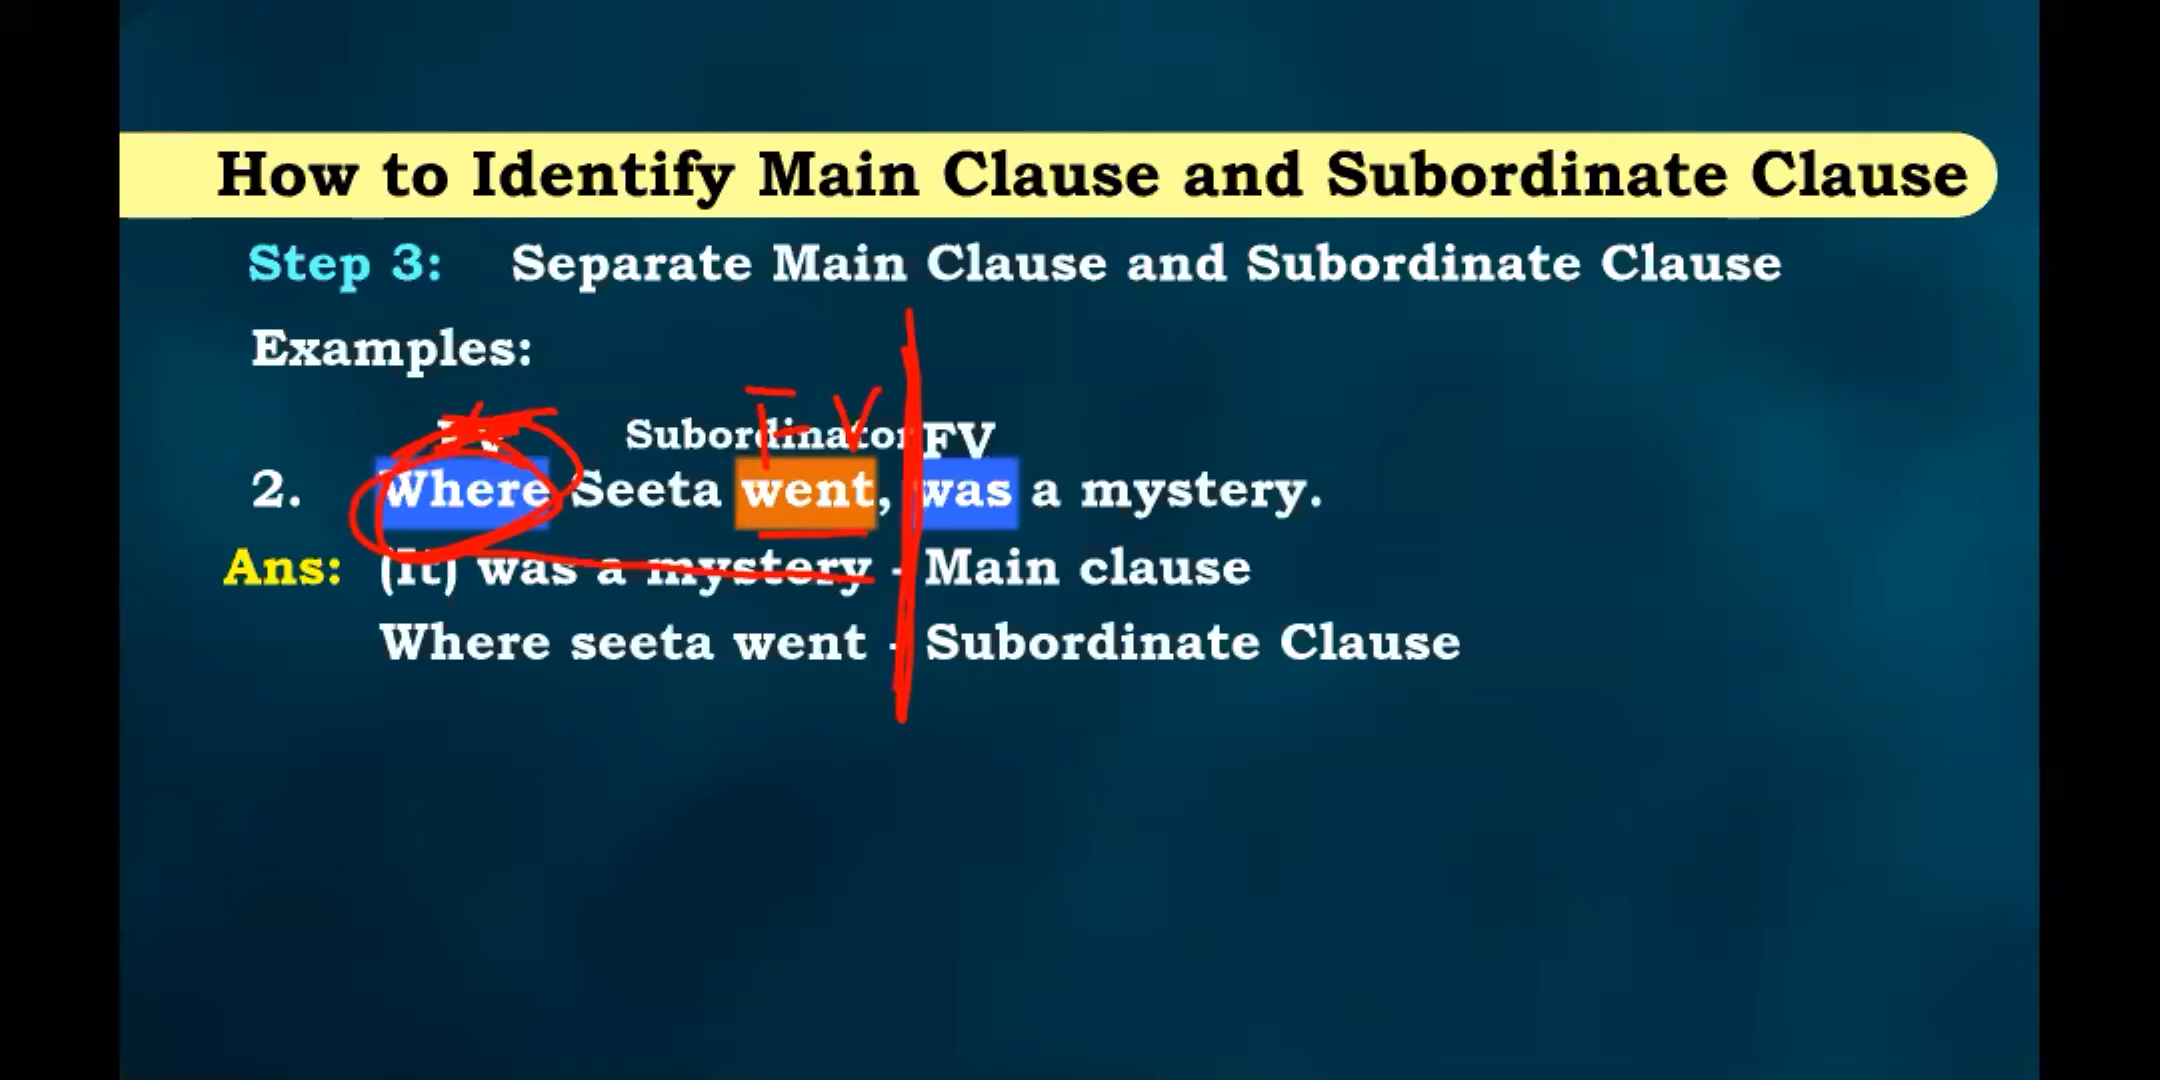 How to Identify Main Clause and Subordinate Clause
Step 3: Separate Main Clause and Subordinate Clause
Examples:
F V
Subordinator FV
2. Where Seeta went, was a mystery.
Ans: (It) was a mystery - Main clause
Where seeta went - Subordinate Clause